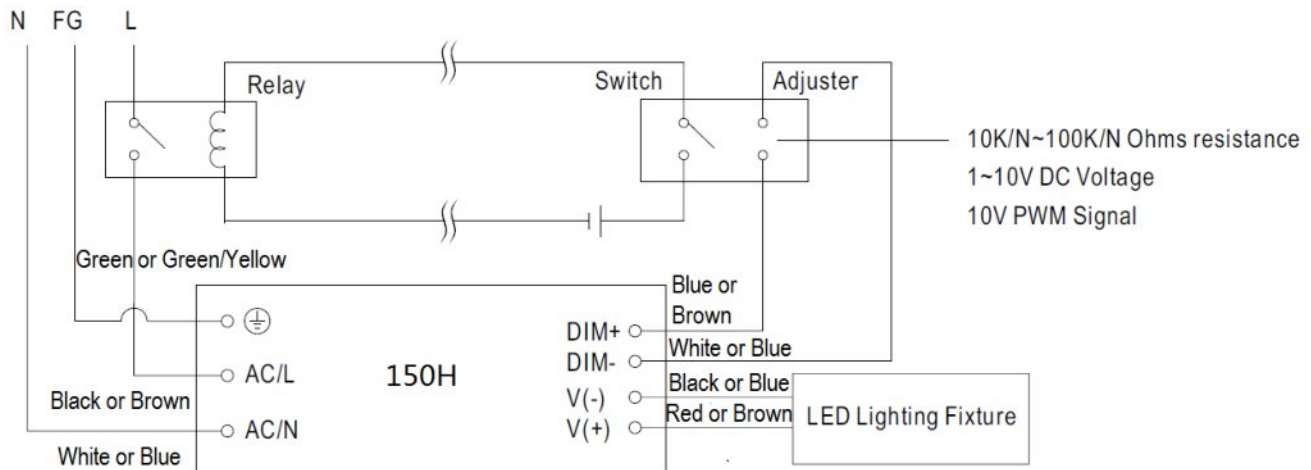 N FG L
Relay
Switch
Adjuster
10K/N~100K/N Ohms resistance
1~10V DC Voltage
10V PWM Signal
Green or Green/Yellow
Blue or
Brown
DIM+
White or Blue
DIM-
AC/L
150H
Black or Blue
V(-)
Black or Brown
Red or Brown
LED Lighting Fixture
V(+)
AC/N
White or Blue